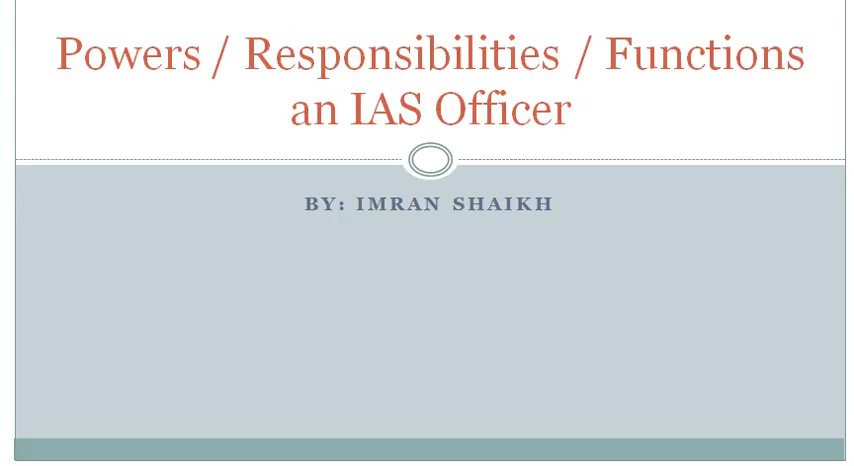 Powers / Responsibilities / Functions
an IAS Officer
BY: IMRAN SHAIKH